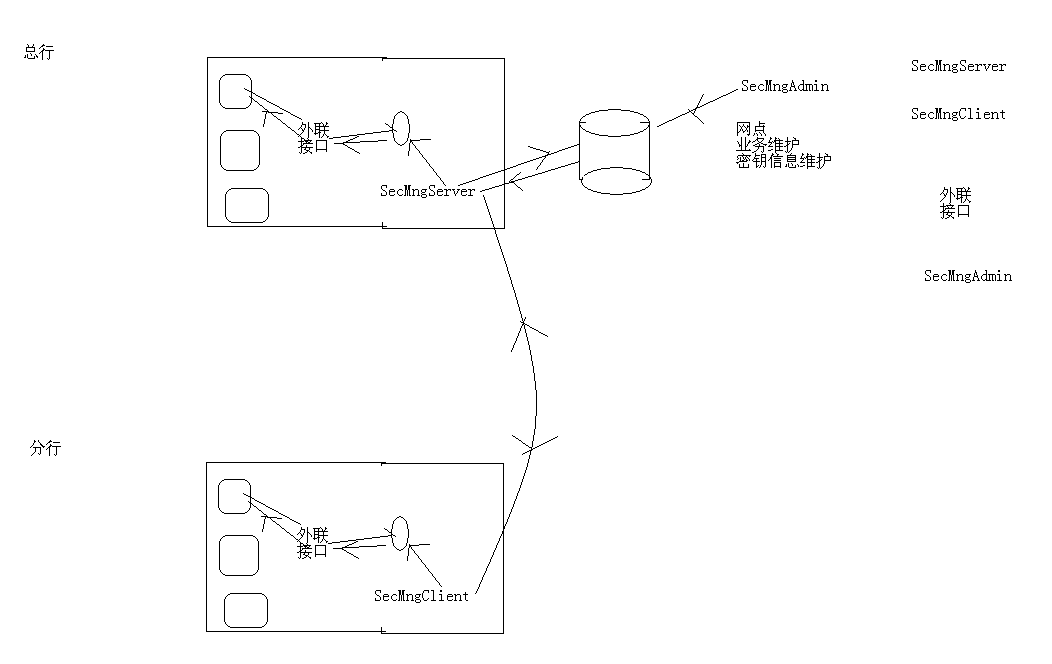 总行
外联
接口
SecMngServer
SecMngAdmin
网点
业务维护
密钥信息维护
SecMngServer
SecMngClient
外联
接口
SecMngAdmin
分行
外联
接口
SecMngClient